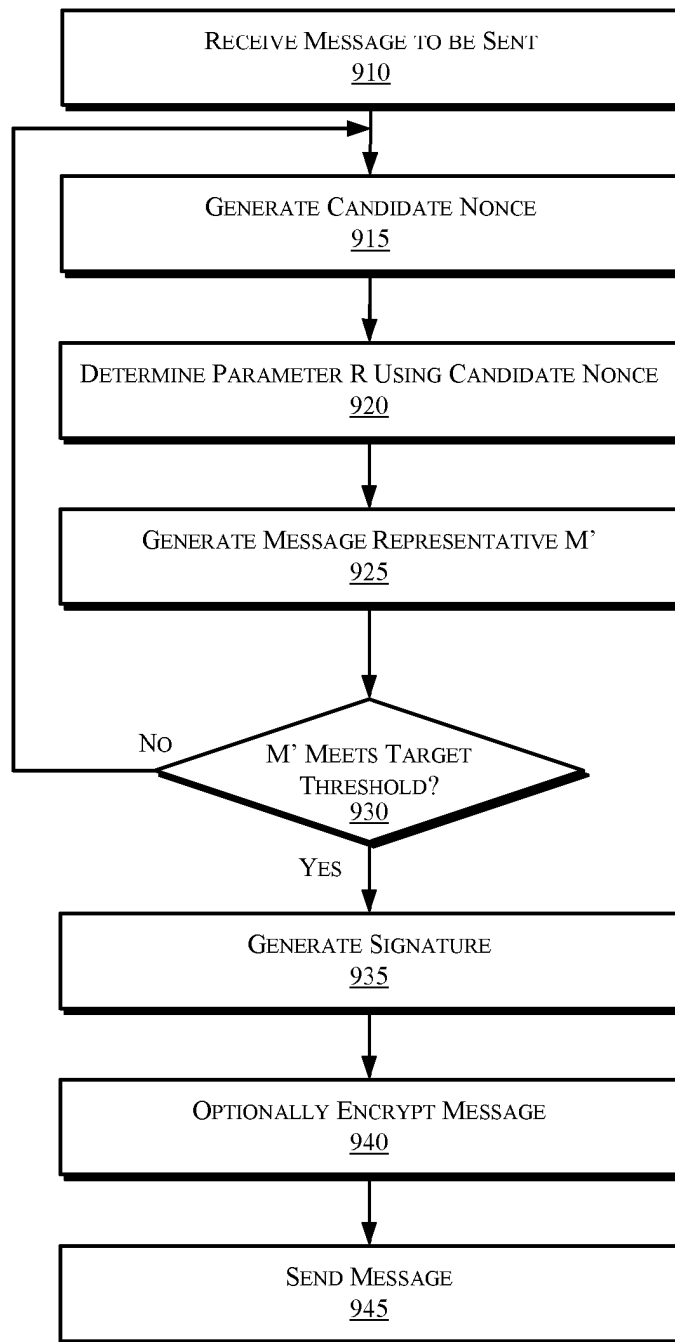 RECEIVE MESSAGE TO BE SENT
910
GENERATE CANDIDATE NONCE
915
DETERMINE PARAMETER R USING CANDIDATE NONCE
920
GENERATE MESSAGE REPRESENTATIVE M'
925
NO
M' MEETS TARGET
THRESHOLD?
930
YES
GENERATE SIGNATURE
935
OPTIONALLY ENCRYPT MESSAGE
940
SEND MESSAGE
945